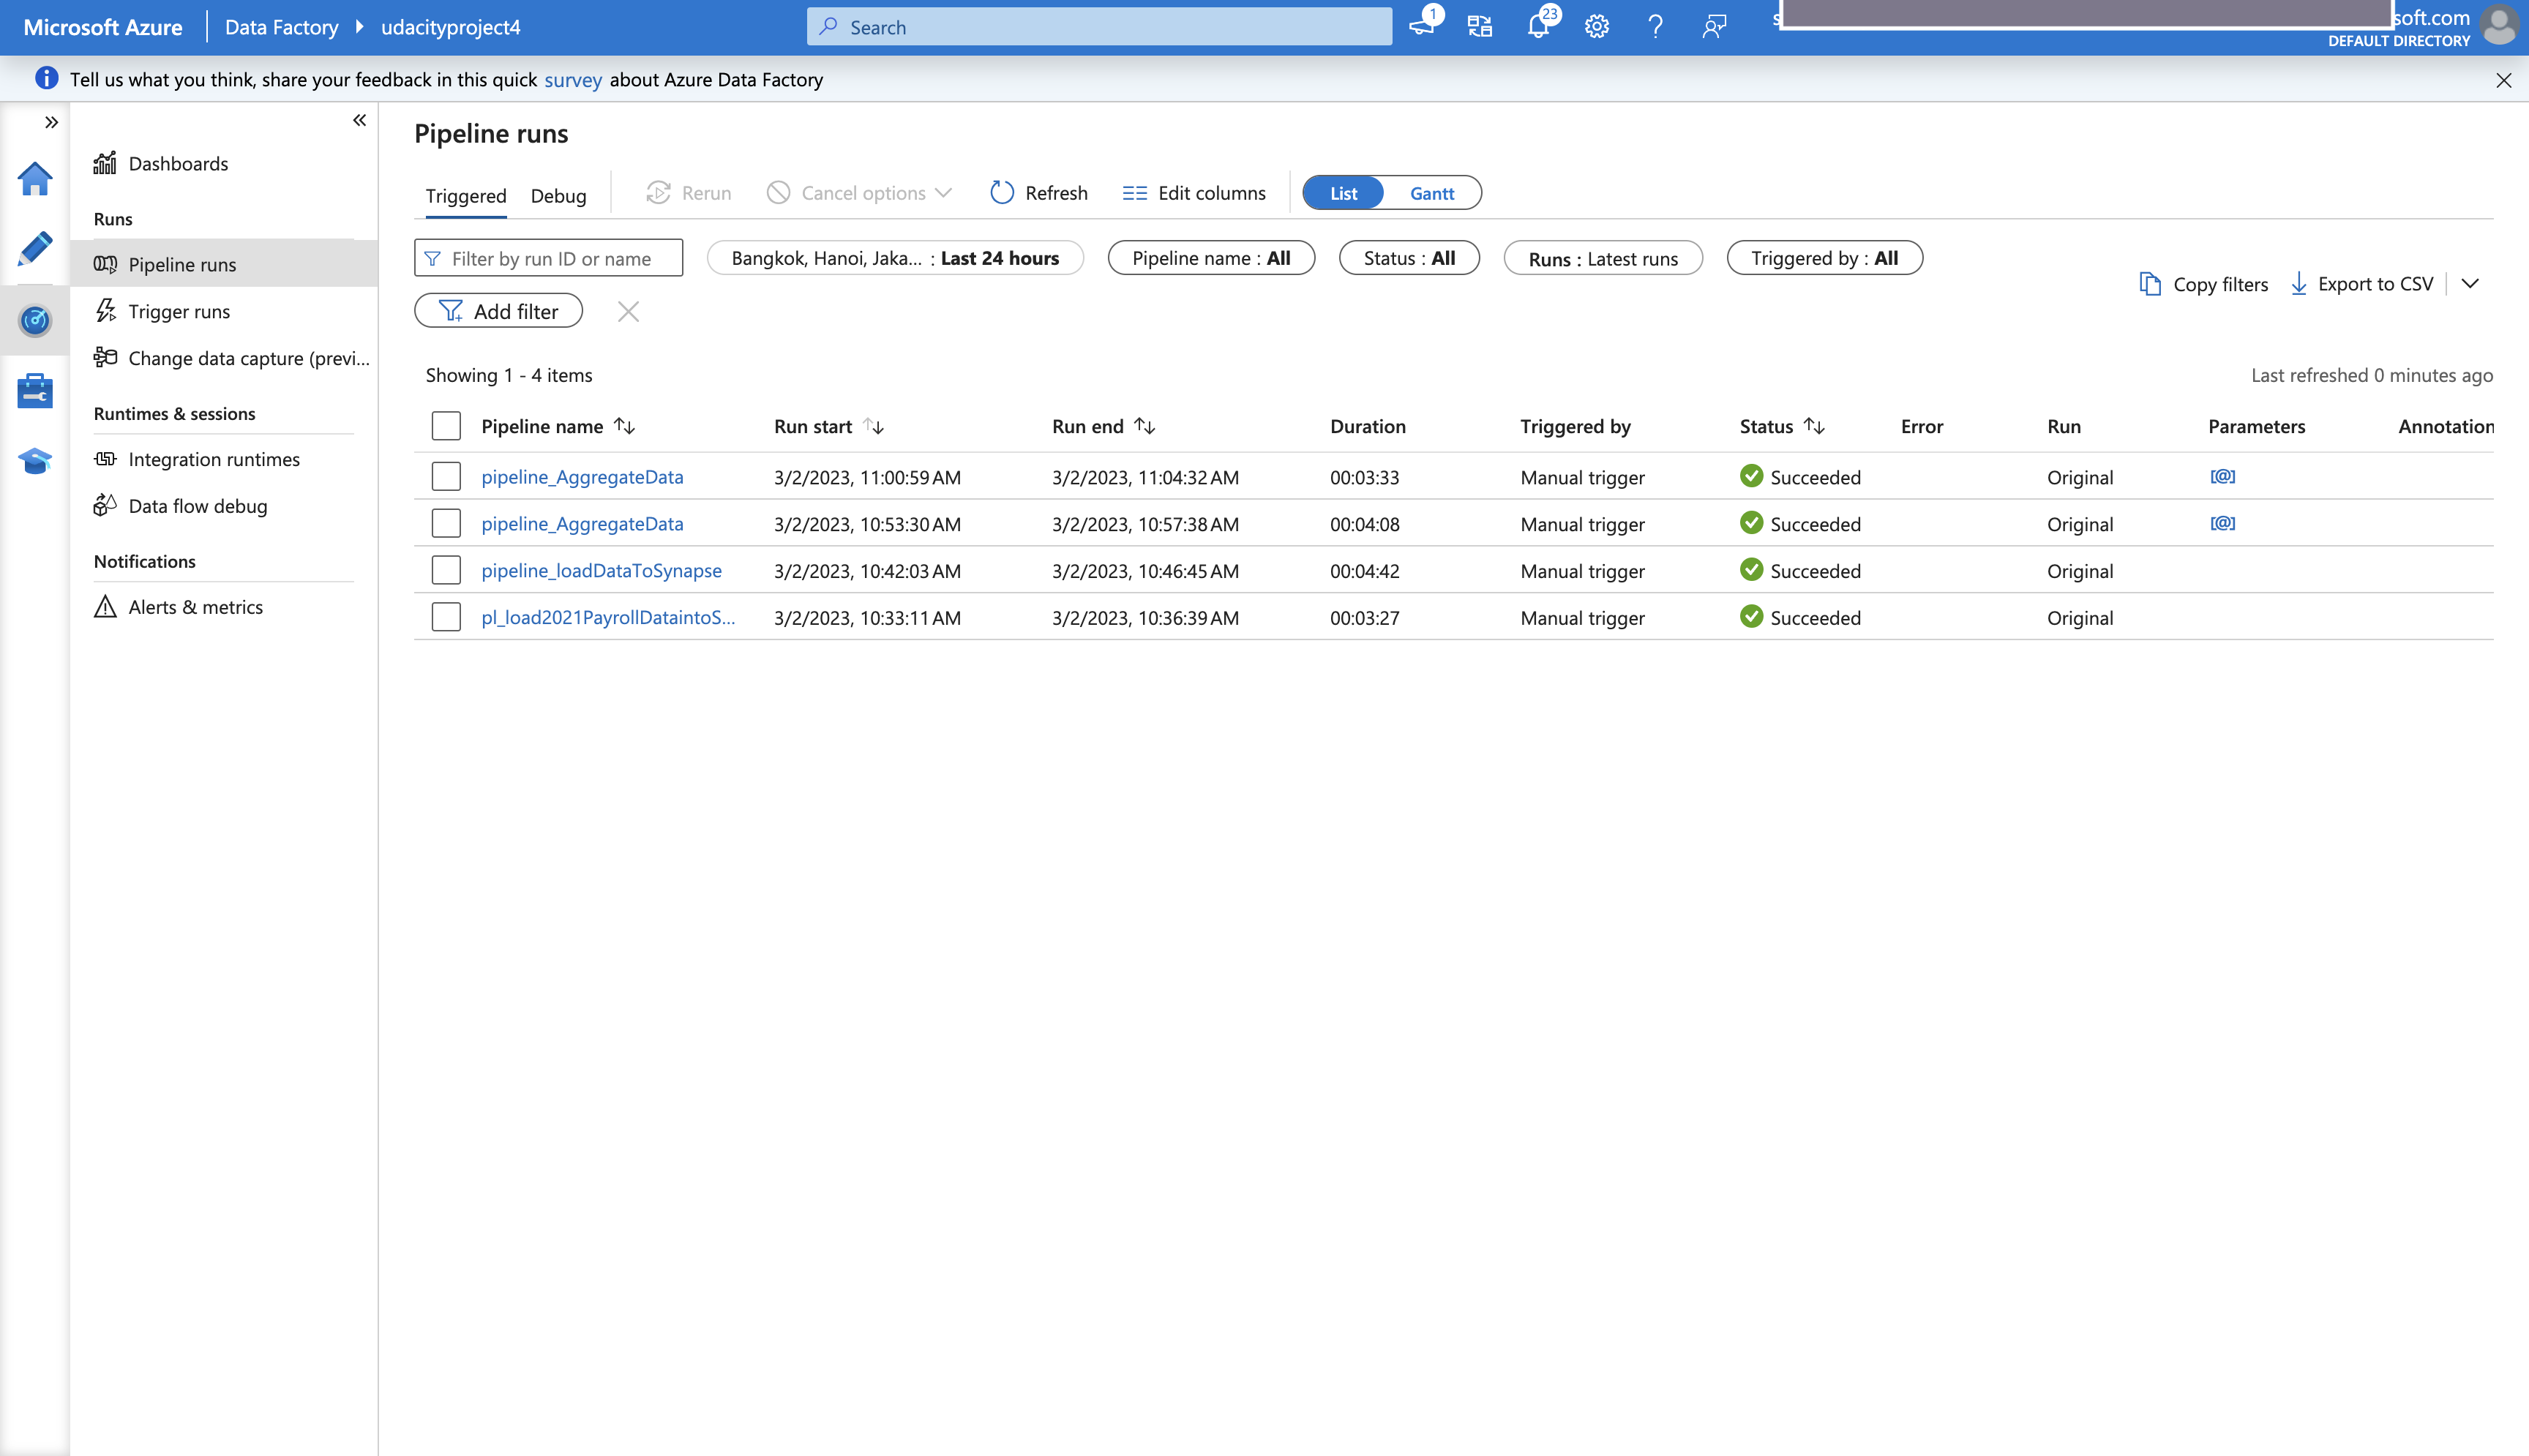 Microsoft Azure Data Factory udacityproject4 Search 1 23 soft.com
DEFAULT DIRECTORY
Tell us what you think, share your feedback in this quick survey about Azure Data Factory
Dashboards
Runs
Pipeline runs
Trigger runs
Change data capture (previ...
Runtimes & sessions
Integration runtimes
Data flow debug
Notifications
Alerts & metrics
Pipeline runs
Triggered Debug Rerun Cancel options Refresh Edit columns List Gantt
Filter by run ID or name Bangkok, Hanoi, Jaka... : Last 24 hours Pipeline name : All Status : All Runs : Latest runs Triggered by : All
Add filter
Copy filters Export to CSV
Showing 1 - 4 items Last refreshed 0 minutes ago
Pipeline name Run start Run end Duration Triggered by Status Error Run Parameters Annotation
pipeline_AggregateData 3/2/2023, 11:00:59 AM 3/2/2023, 11:04:32 AM 00:03:33 Manual trigger Succeeded Original [@]
pipeline_AggregateData 3/2/2023, 10:53:30 AM 3/2/2023, 10:57:38 AM 00:04:08 Manual trigger Succeeded Original [@]
pipeline_loadDataToSynapse 3/2/2023, 10:42:03 AM 3/2/2023, 10:46:45 AM 00:04:42 Manual trigger Succeeded Original
pl_load2021PayrollDataintoS... 3/2/2023, 10:33:11 AM 3/2/2023, 10:36:39 AM 00:03:27 Manual trigger Succeeded Original